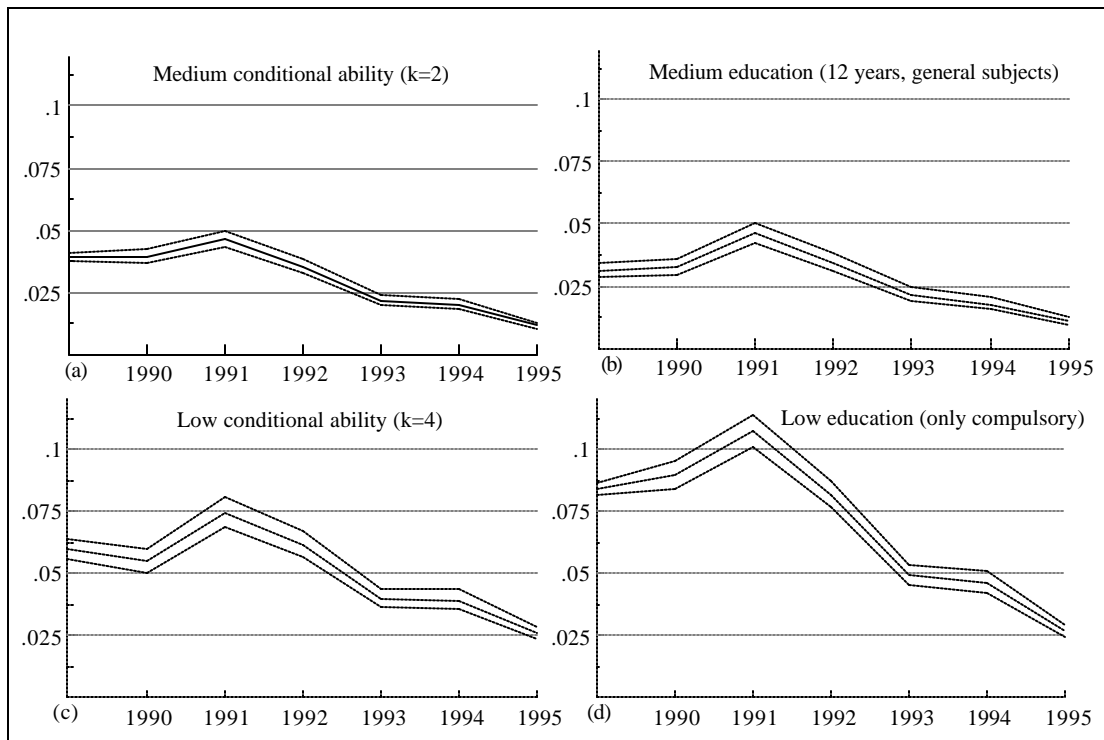 Medium conditional ability (k=2)
.1
.075
.05
.025
(a)
1990 1991 1992 1993 1994 1995
Medium education (12 years, general subjects)
.1
.075
.05
.025
(b)
1990 1991 1992 1993 1994 1995
Low conditional ability (k=4)
.1
.075
.05
.025
(c)
1990 1991 1992 1993 1994 1995
Low education (only compulsory)
.1
.075
.05
.025
(d)
1990 1991 1992 1993 1994 1995